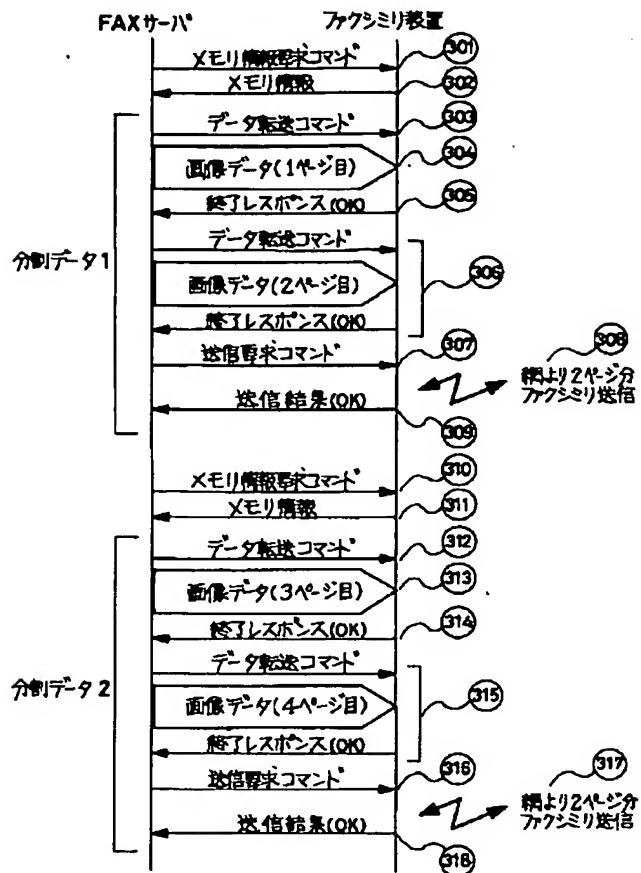 FAXサーバ
ファクシミリ装置
メモリ情報要求コマンド
301
メモリ情報
302
データ転送コマンド
303
画像データ(1ページ目)
304
終了レスポンス(OK)
305
分割データ1
データ転送コマンド
画像データ(2ページ目)
306
終了レスポンス(OK)
送信要求コマンド
307
308
網より2ページ分
ファクシミリ送信
送信結果(OK)
309
メモリ情報要求コマンド
310
メモリ情報
311
データ転送コマンド
312
画像データ(3ページ目)
313
終了レスポンス(OK)
314
分割データ2
データ転送コマンド
画像データ(4ページ目)
315
終了レスポンス(OK)
送信要求コマンド
316
317
網より2ページ分
ファクシミリ送信
送信結果(OK)
318